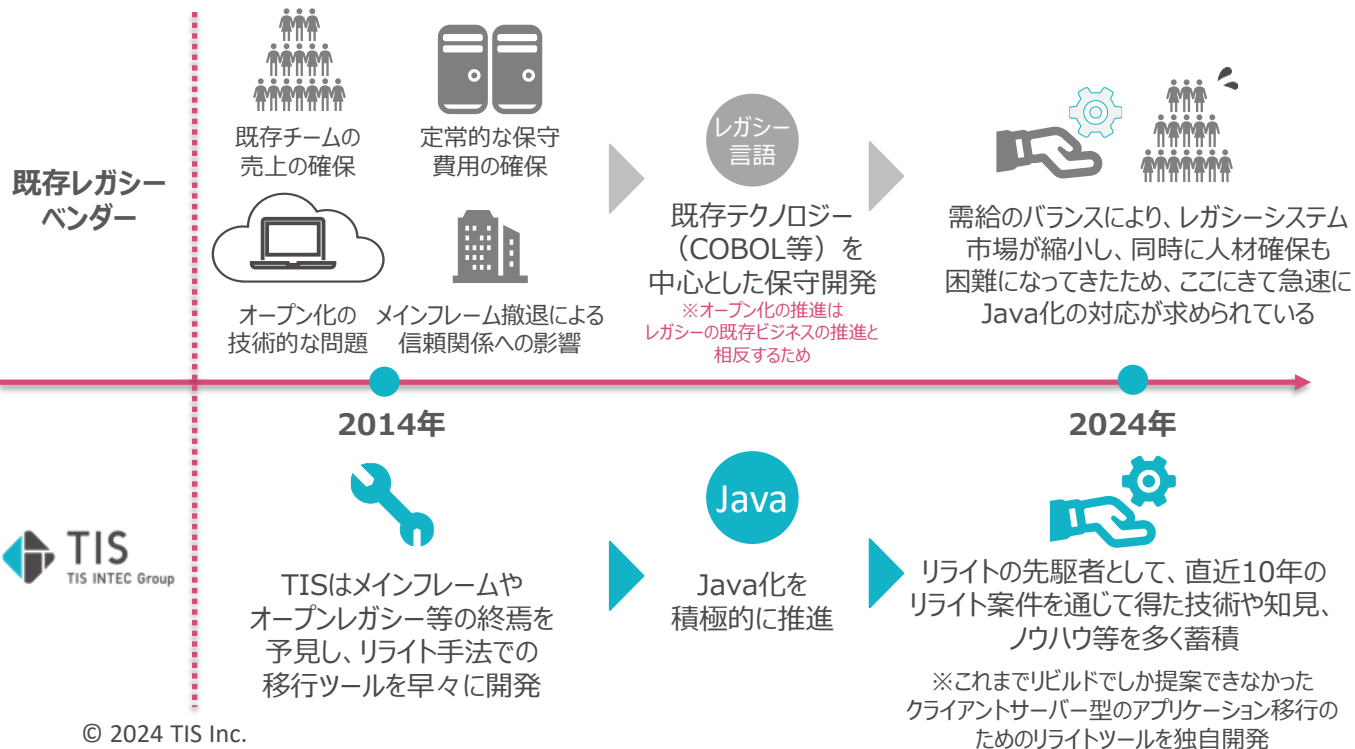 既存レガシー
ベンダー
既存チームの
売上の確保
定常的な保守
費用の確保
オープン化の
技術的な問題
メインフレーム撤退による
信頼関係への影響
レガシー
言語
既存テクノロジー
（COBOL等）を
中心とした保守開発
※オープン化の推進は
レガシーの既存ビジネスの推進と
相反するため
需給のバランスにより、レガシーシステム
市場が縮小し、同時に人材確保も
困難になってきたため、ここにきて急速に
Java化の対応が求められている
2014年
2024年
TIS
TIS INTEC Group
TISはメインフレームや
オープンレガシー等の終焉を
予見し、リライト手法での
移行ツールを早々に開発
Java
Java化を
積極的に推進
リライトの先駆者として、直近10年の
リライト案件を通じて得た技術や知見、
ノウハウ等を多く蓄積
※これまでリビルドでしか提案できなかった
クライアントサーバー型のアプリケーション移行の
ためのリライトツールを独自開発
© 2024 TIS Inc.